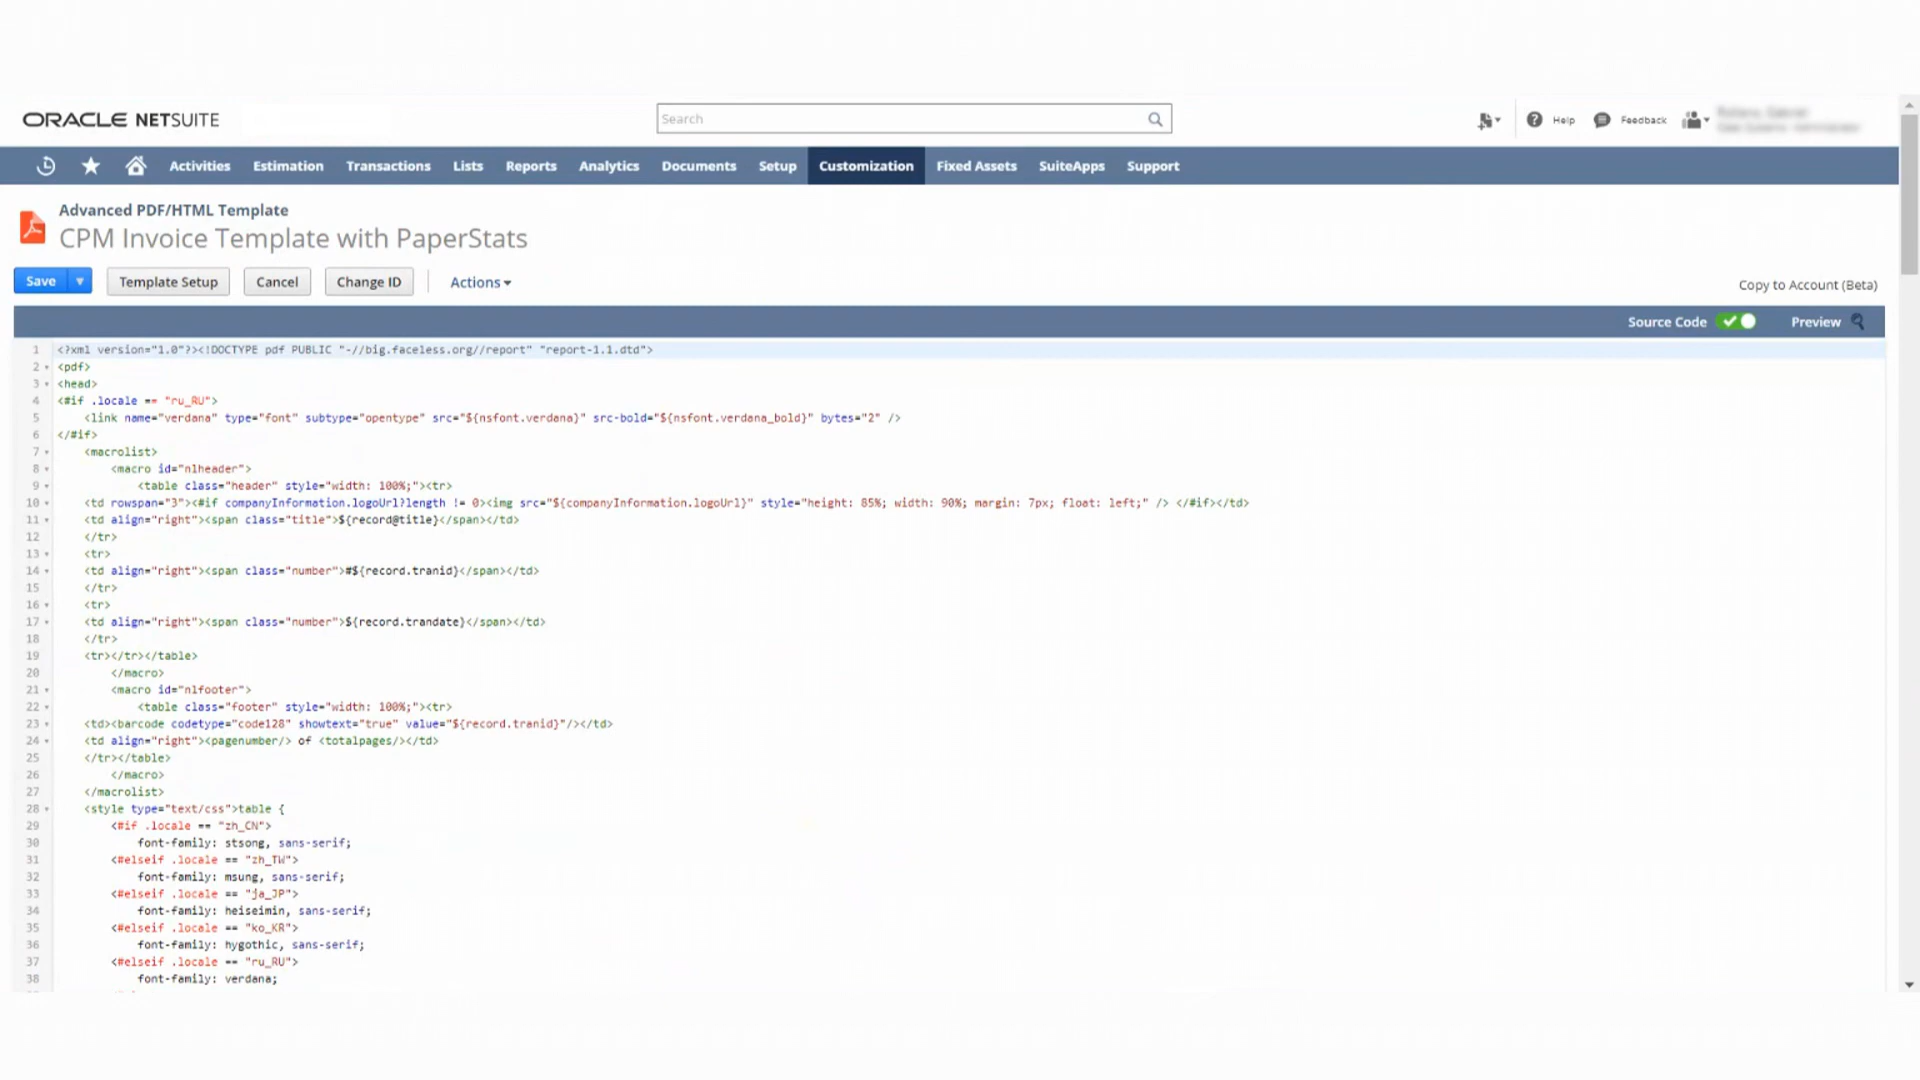 ORACLE NETSUITE
Search
Help
Feedback
Activities
Estimation
Transactions
Lists
Reports
Analytics
Documents
Setup
Customization
Fixed Assets
SuiteApps
Support
Advanced PDF/HTML Template
CPM Invoice Template with PaperStats
Save
Template Setup
Cancel
Change ID
Actions
Copy to Account (Beta)
Source Code
Preview
1 <?xml version="1.0"?><!DOCTYPE pdf PUBLIC "-//big.faceless.org//report" "report-1.1.dtd">
2 <pdf>
3 <head>
4 <#if .locale == "ru_RU">
5 <link name="verdana" type="font" subtype="opentype" src="${nsfont.verdana}" src-bold="${nsfont.verdana_bold}" bytes="2" />
6 </#if>
7 <macrolist>
8 <macro id="nlheader">
9 <table class="header" style="width: 100%;"><tr>
10 <td rowspan="3"><#if companyInformation.logoUrl?length != 0><img src="${companyInformation.logoUrl}" style="height: 85%; width: 90%; margin: 7px; float: left;" /> </#if></td>
11 <td align="right"><span class="title">${record@title}</span></td>
12 </tr>
13 <tr>
14 <td align="right"><span class="number">#${record.tranid}</span></td>
15 </tr>
16 <tr>
17 <td align="right"><span class="number">${record.trandate}</span></td>
18 </tr>
19 <tr></tr></table>
20 </macro>
21 <macro id="nlfooter">
22 <table class="footer" style="width: 100%;"><tr>
23 <td><barcode codetype="code128" showtext="true" value="${record.tranid}"/></td>
24 <td align="right"><pagenumber/> of <totalpages/></td>
25 </tr></table>
26 </macro>
27 </macrolist>
28 <style type="text/css">table {
29 <#if .locale == "zh_CN">
30 font-family: stsong, sans-serif;
31 <#elseif .locale == "zh_TW">
32 font-family: msung, sans-serif;
33 <#elseif .locale == "ja_JP">
34 font-family: heiseimin, sans-serif;
35 <#elseif .locale == "ko_KR">
36 font-family: hygothic, sans-serif;
37 <#elseif .locale == "ru_RU">
38 font-family: verdana;